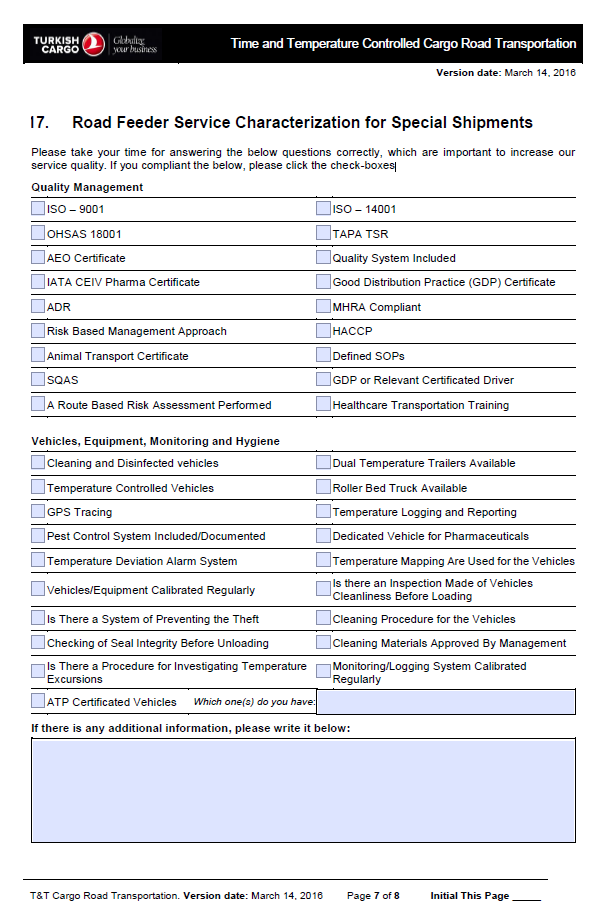 TURKISH CARGO Globalizing your business
Time and Temperature Controlled Cargo Road Transportation
Version date: March 14, 2016
17. Road Feeder Service Characterization for Special Shipments
Please take your time for answering the below questions correctly, which are important to increase our
service quality. If you compliant the below, please click the check-boxes
Quality Management
ISO – 9001
ISO – 14001
OHSAS 18001
TAPA TSR
AEO Certificate
Quality System Included
IATA CEIV Pharma Certificate
Good Distribution Practice (GDP) Certificate
ADR
MHRA Compliant
Risk Based Management Approach
HACCP
Animal Transport Certificate
Defined SOPs
SQAS
GDP or Relevant Certificated Driver
A Route Based Risk Assessment Performed
Healthcare Transportation Training
Vehicles, Equipment, Monitoring and Hygiene
Cleaning and Disinfected vehicles
Dual Temperature Trailers Available
Temperature Controlled Vehicles
Roller Bed Truck Available
GPS Tracing
Temperature Logging and Reporting
Pest Control System Included/Documented
Dedicated Vehicle for Pharmaceuticals
Temperature Deviation Alarm System
Temperature Mapping Are Used for the Vehicles
Vehicles/Equipment Calibrated Regularly
Is there an Inspection Made of Vehicles
Cleanliness Before Loading
Is There a System of Preventing the Theft
Cleaning Procedure for the Vehicles
Checking of Seal Integrity Before Unloading
Cleaning Materials Approved By Management
Is There a Procedure for Investigating Temperature
Excursions
Monitoring/Logging System Calibrated
Regularly
ATP Certificated Vehicles Which one(s) do you have:
If there is any additional information, please write it below:
T&T Cargo Road Transportation. Version date: March 14, 2016 Page 7 of 8 Initial This Page _____